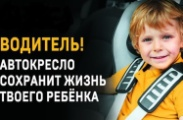 ВОДИТЕЛЬ!
АВТОКРЕСЛО
СОХРАНИТ ЖИЗНЬ
ТВОЕГО РЕБЁНКА